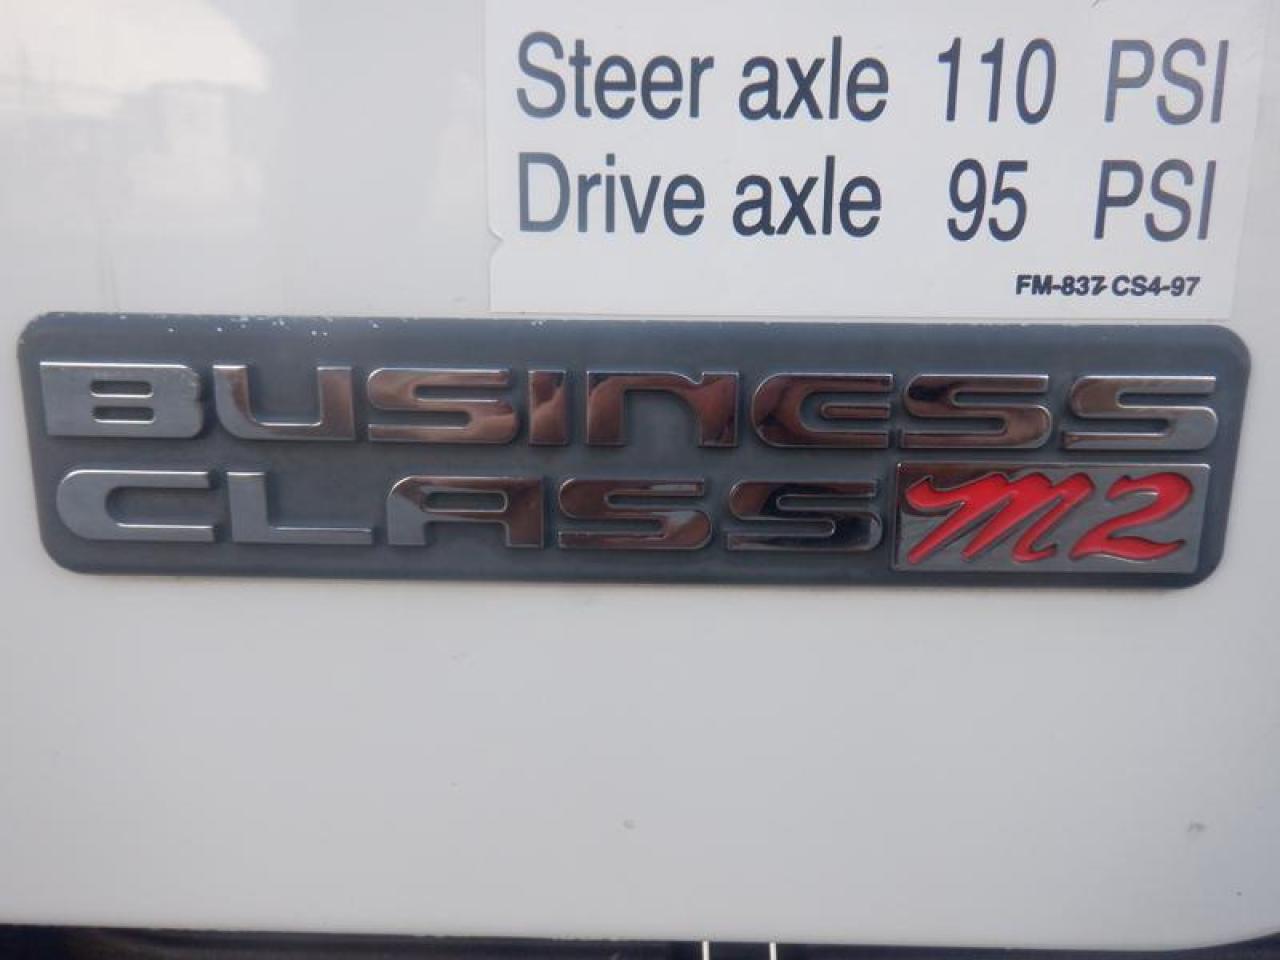 Steer axle 110 PSI
Drive axle 95 PSI
FM-837-CS4-97
BUSINESS
CLASS M2